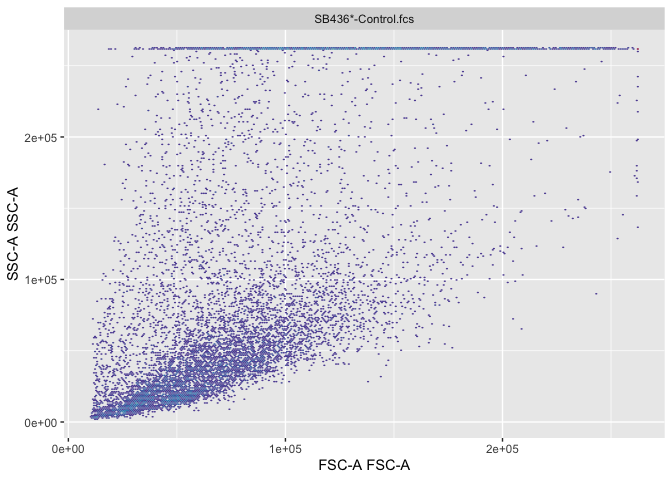 SB436*-Control.fcs
2e+05
1e+05
0e+00
SSC-A SSC-A
0e+00
1e+05
2e+05
FSC-A FSC-A